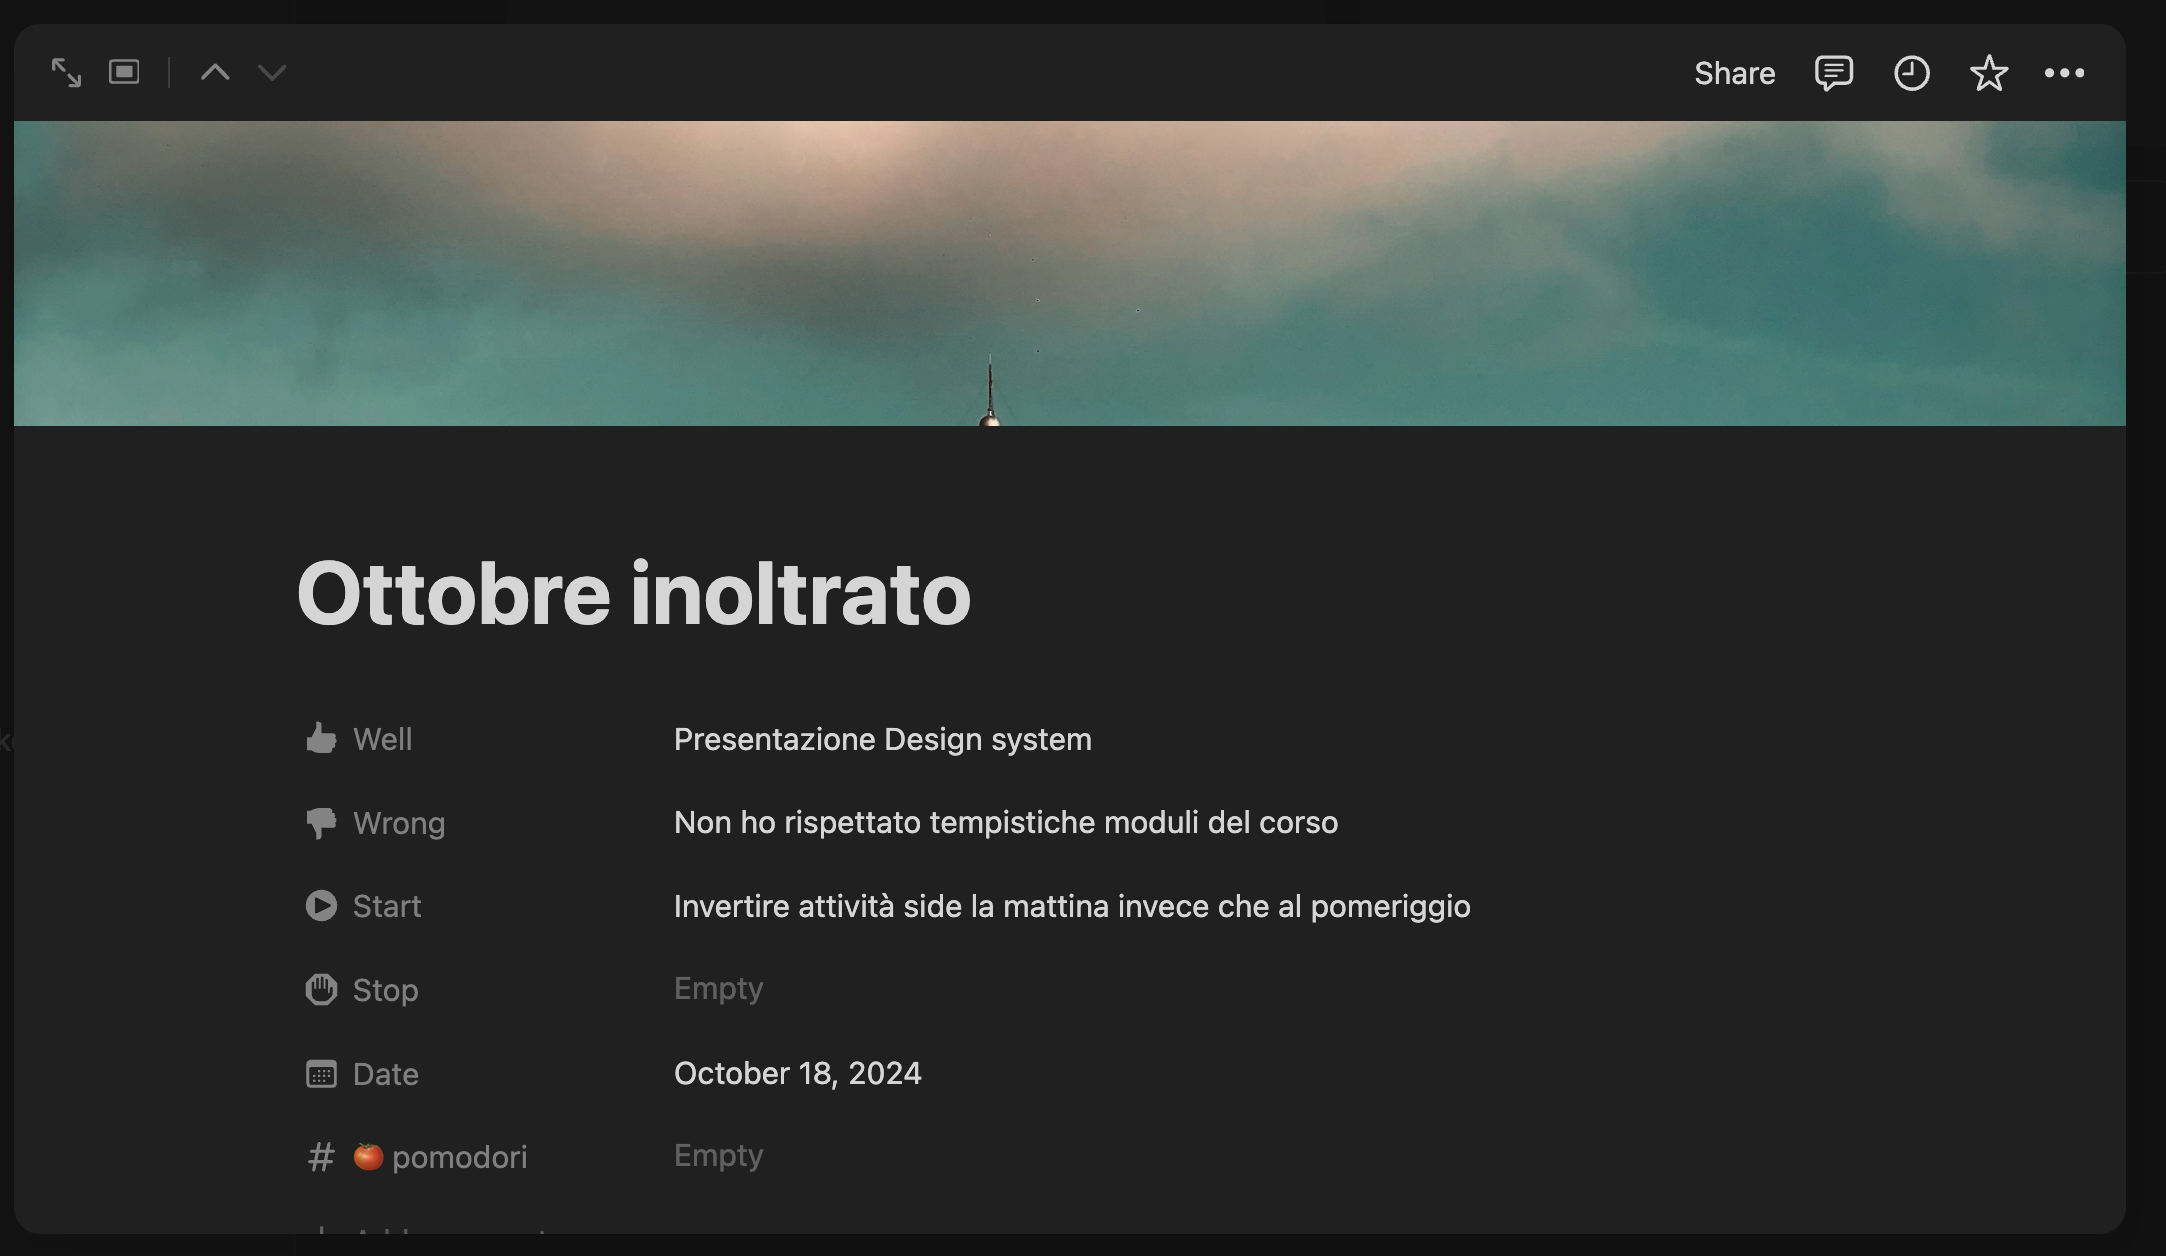 Share
Ottobre inoltrato
Well Presentazione Design system
Wrong Non ho rispettato tempistiche moduli del corso
Start Invertire attività side la mattina invece che al pomeriggio
Stop Empty
Date October 18, 2024
# 🍅 pomodori Empty